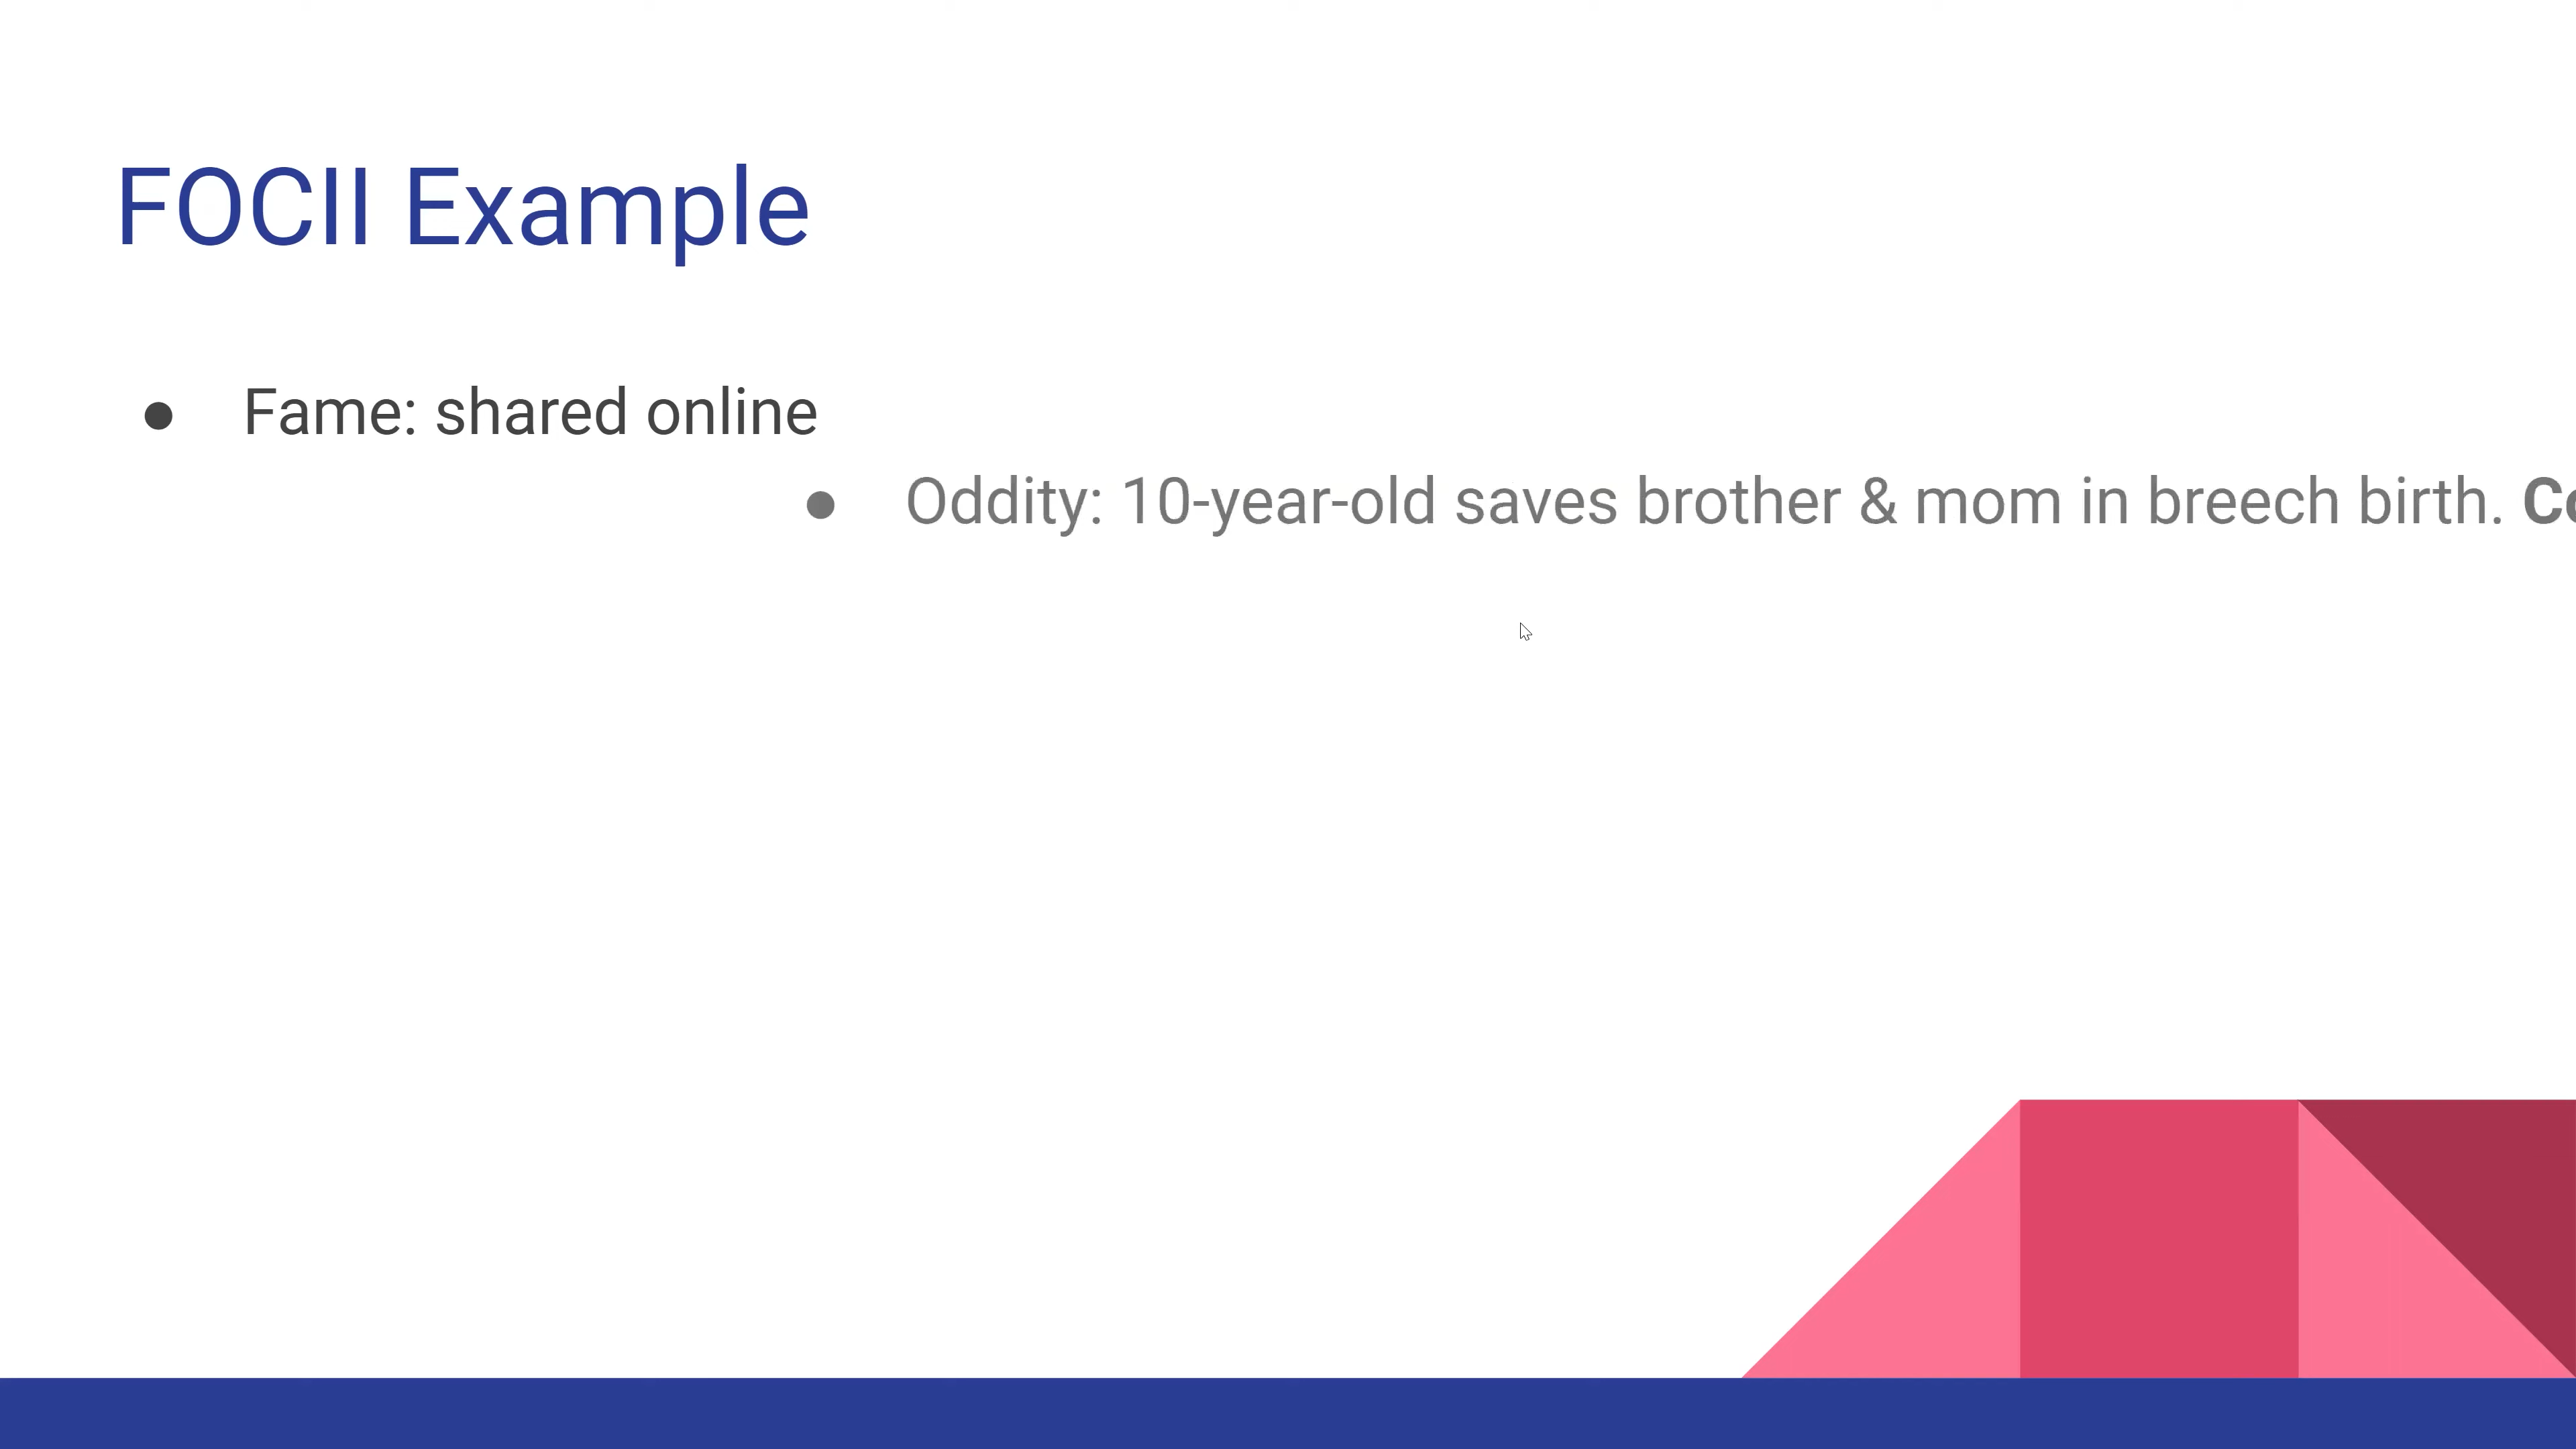 FOCII Example
● Fame: shared online
● Oddity: 10-year-old saves brother & mom in breech birth.